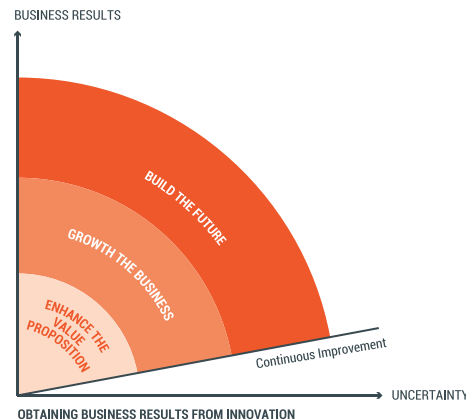 BUSINESS RESULTS
BUILD THE FUTURE
GROWTH THE BUSINESS
ENHANCE THE
VALUE
PROPOSITION
Continuous Improvement
UNCERTAINTY
OBTAINING BUSINESS RESULTS FROM INNOVATION